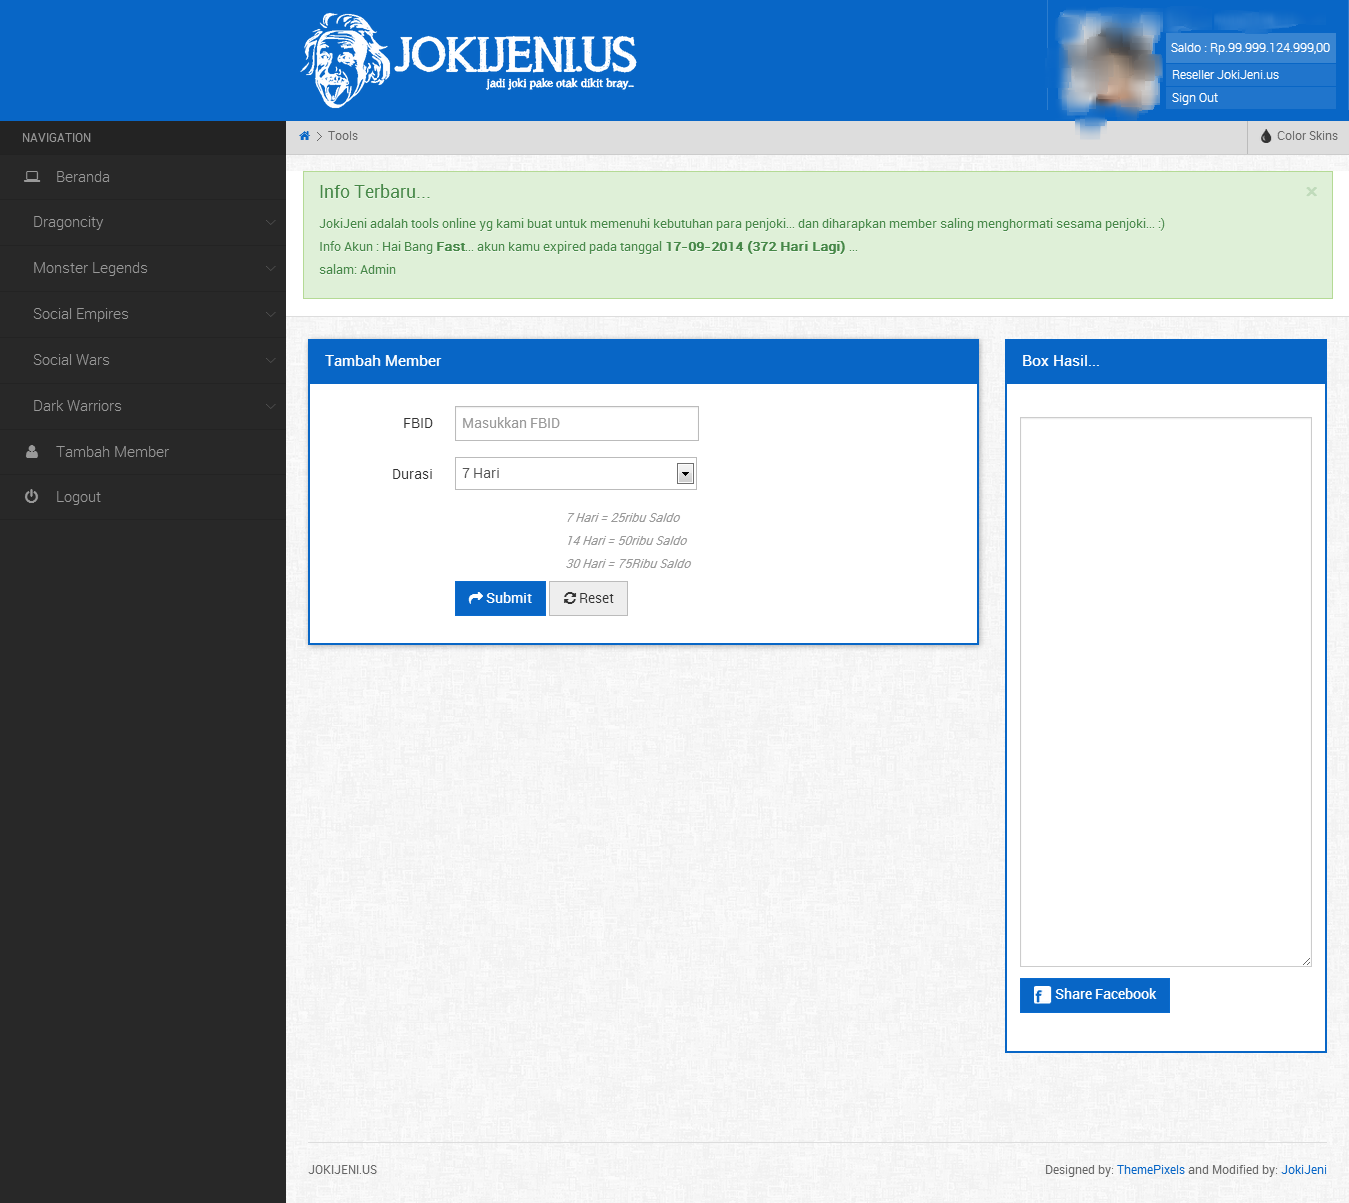 JOKIJENI.US
jadi joki pake otak dikit bray...
Saldo : Rp.99.999.124.999,00
Reseller JokiJeni.us
Sign Out
NAVIGATION
Tools
Color Skins
Beranda
Dragoncity
Monster Legends
Social Empires
Social Wars
Dark Warriors
Tambah Member
Logout
Info Terbaru...
×
JokiJeni adalah tools online yg kami buat untuk memenuhi kebutuhan para penjoki... dan diharapkan member saling menghormati sesama penjoki... :)
Info Akun : Hai Bang Fast... akun kamu expired pada tanggal 17-09-2014 (372 Hari Lagi) ...
salam: Admin
Tambah Member
FBID
Masukkan FBID
Durasi
7 Hari
7 Hari = 25ribu Saldo
14 Hari = 50ribu Saldo
30 Hari = 75Ribu Saldo
Submit
Reset
Box Hasil...
Share Facebook
JOKIJENI.US
Designed by: ThemePixels and Modified by: JokiJeni